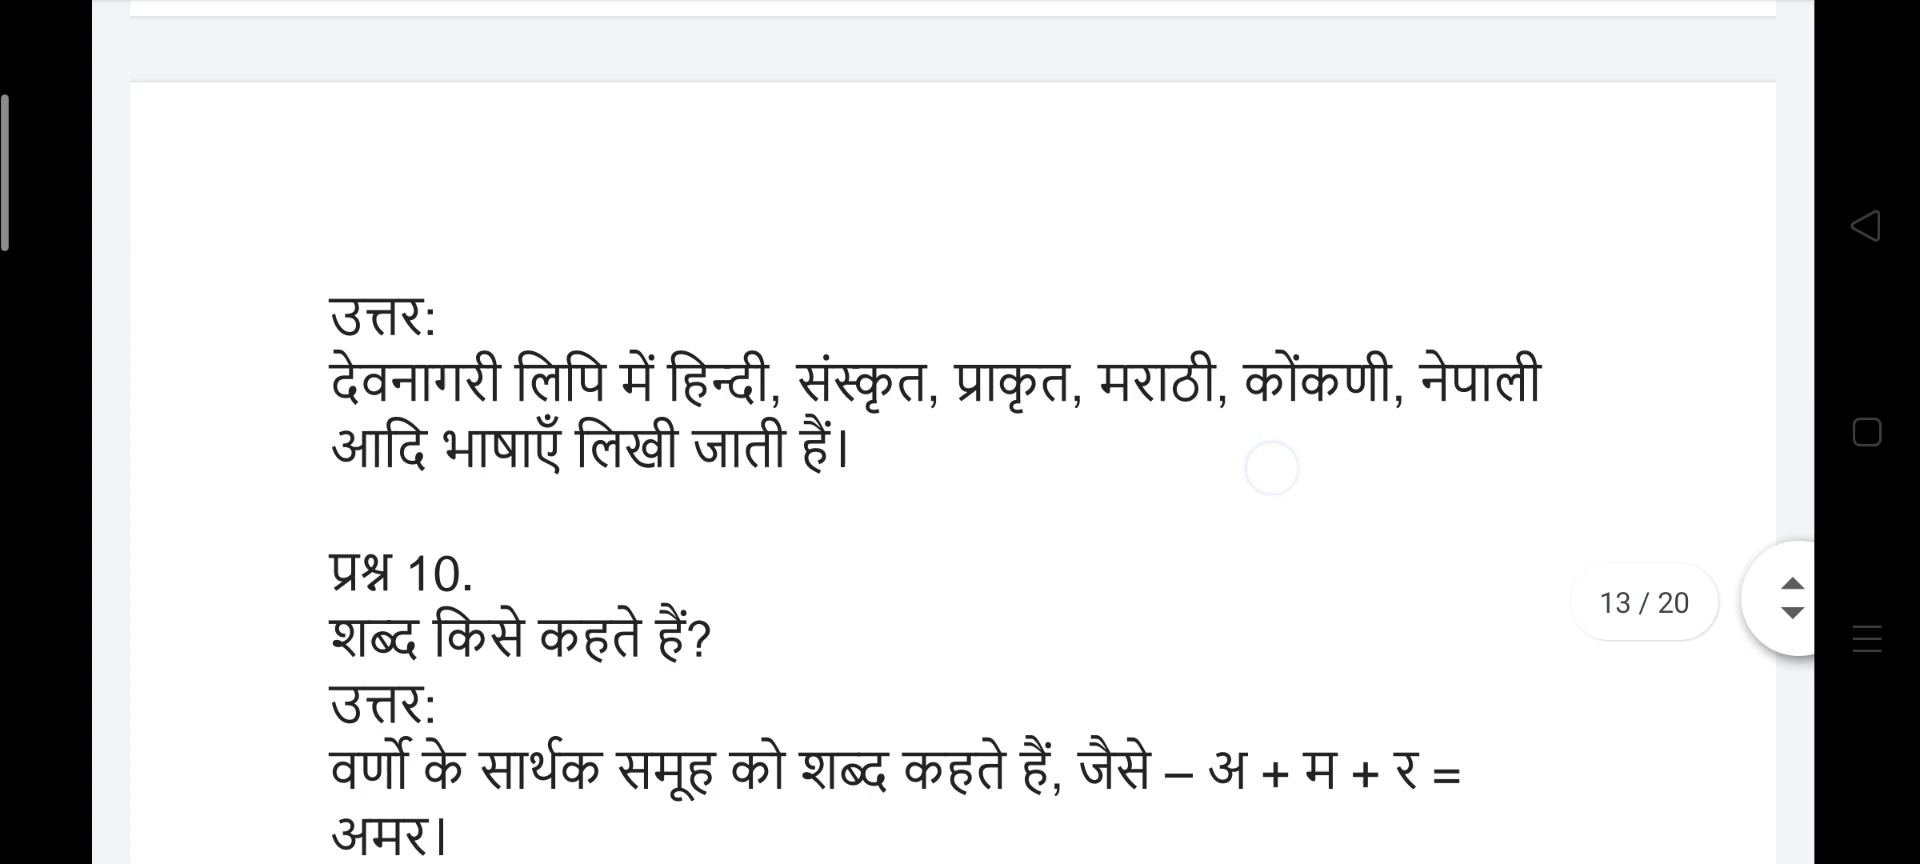 उत्तर:
देवनागरी लिपि में हिन्दी, संस्कृत, प्राकृत, मराठी, कोंकणी, नेपाली
आदि भाषाएँ लिखी जाती हैं।
प्रश्न 10.
शब्द किसे कहते हैं?
13 / 20
उत्तर:
वर्णो के सार्थक समूह को शब्द कहते हैं, जैसे – अ + म + र =
अमर।